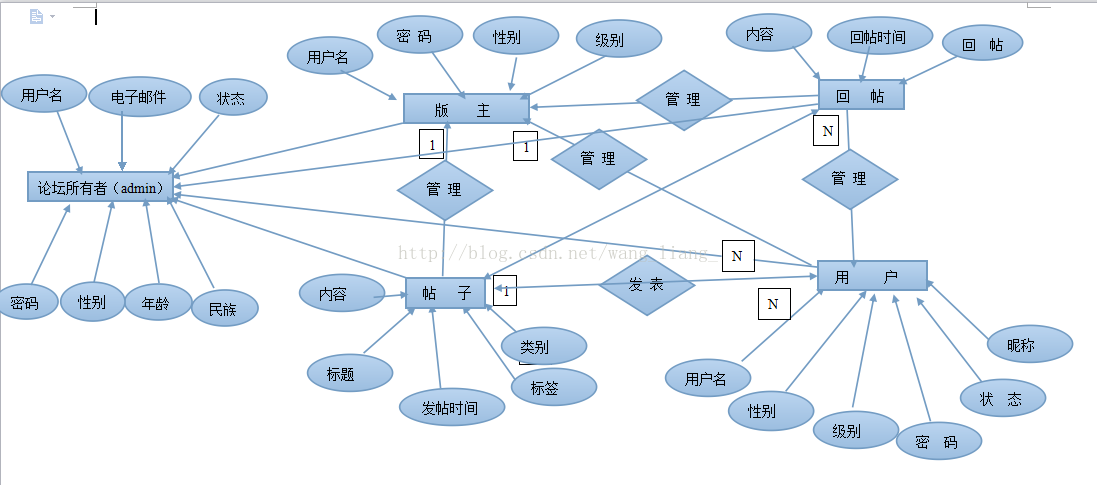 密 码
性别
级别
用户名
内容
回帖时间
回 帖
用户名
电子邮件
状态
版 主
管 理
回 帖
1
1
N
管 理
论坛所有者（admin）
管 理
管 理
http://blog.csdn.net/wang_liang_
N
密码
性别
年龄
民族
内容
帖 子
1
发 表
用 户
N
标题
类别
发帖时间
标签
用户名
性别
级别
密 码
状 态
昵称